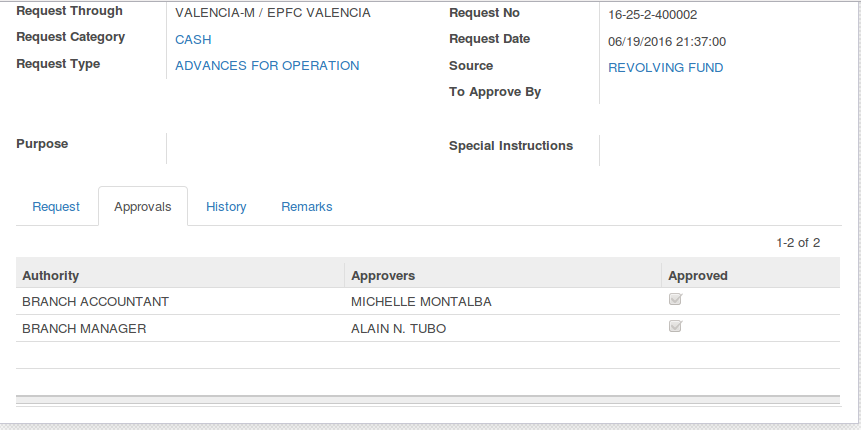 Request Through VALENCIA-M / EPFC VALENCIA Request No 16-25-2-400002
Request Category CASH Request Date 06/19/2016 21:37:00
Request Type ADVANCES FOR OPERATION Source REVOLVING FUND
To Approve By
Purpose Special Instructions
Request Approvals History Remarks
1-2 of 2
Authority Approvers Approved
BRANCH ACCOUNTANT MICHELLE MONTALBA
BRANCH MANAGER ALAIN N. TUBO